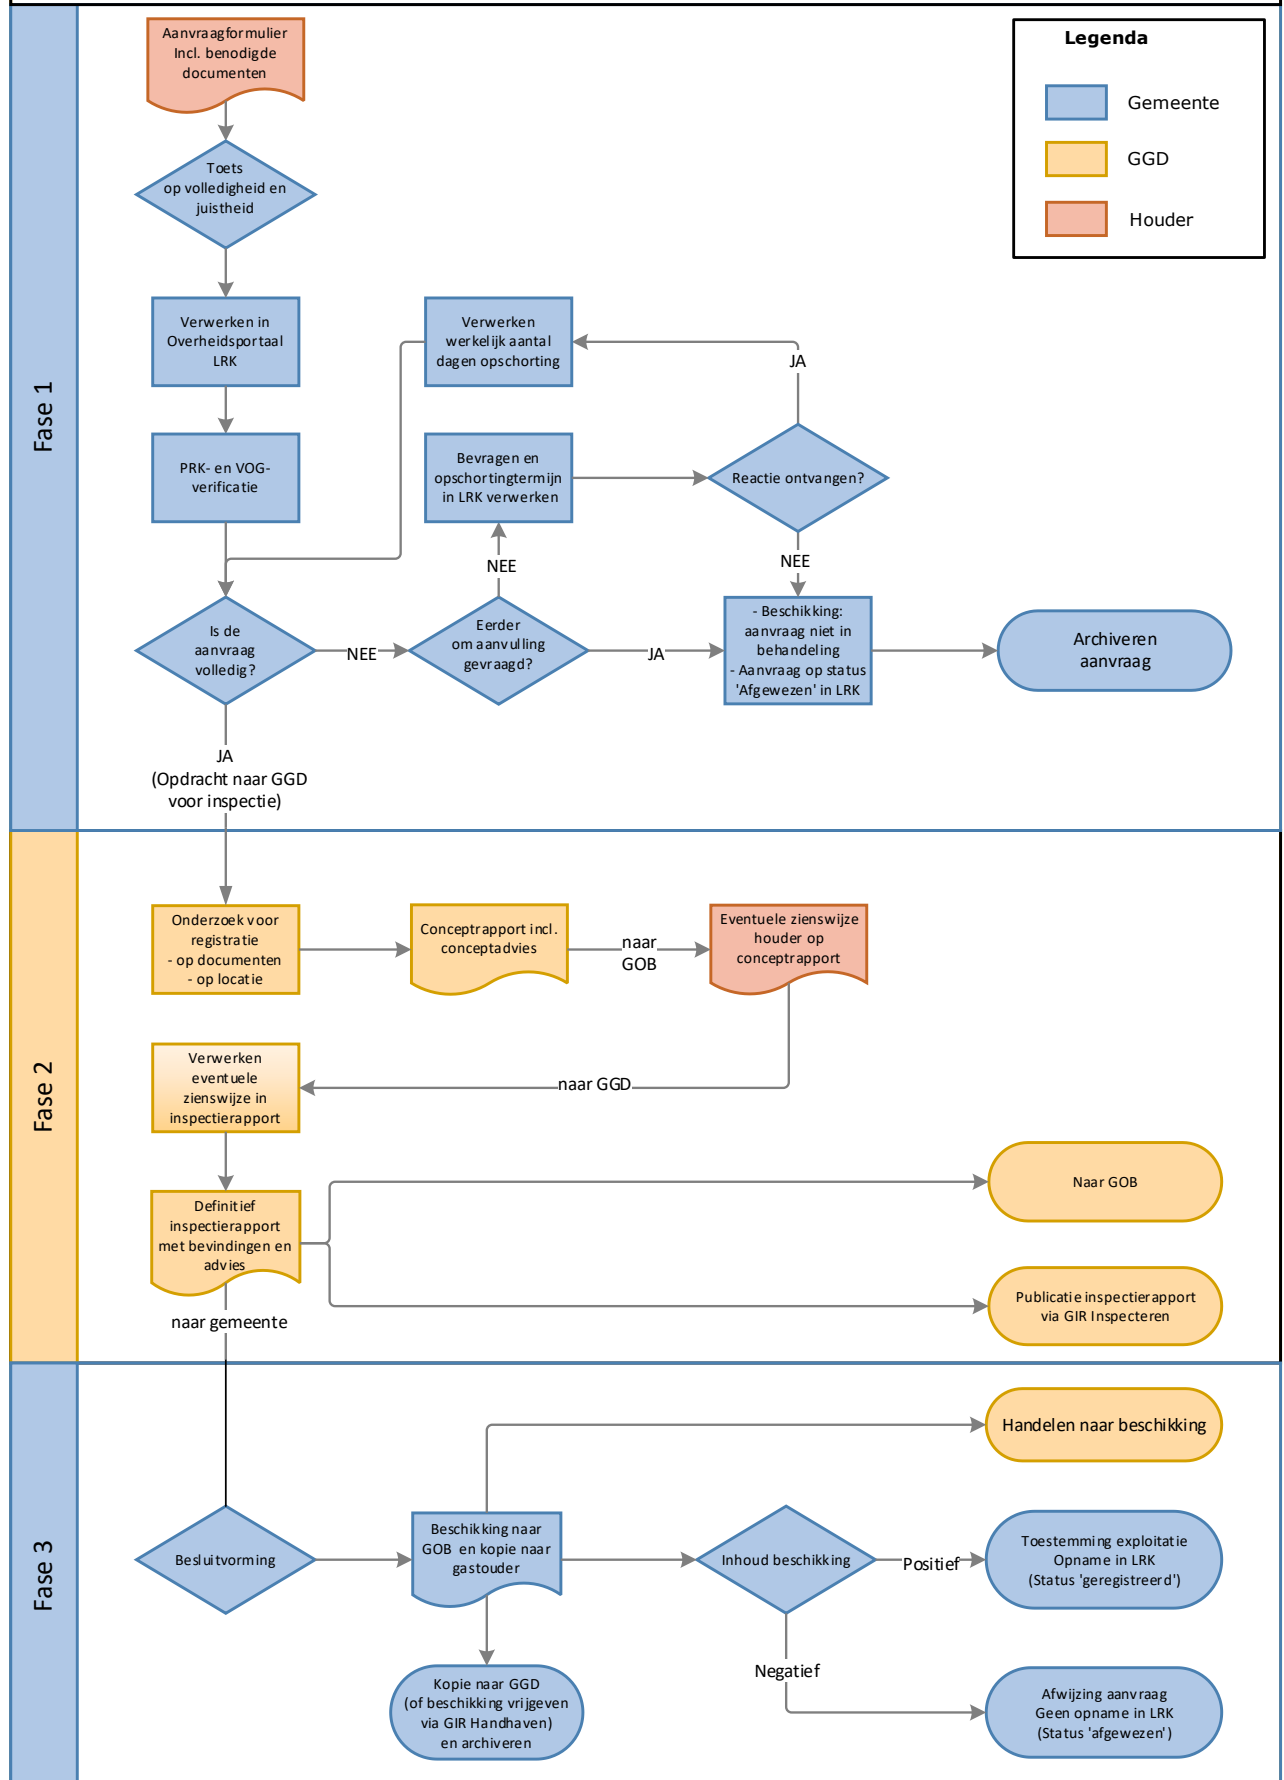 Aanvraagformulier
Incl. benodigde
documenten
Legenda
Gemeente
GGD
Houder
Toets
op volledigheid en
juistheid
Verwerken in
Overheidsportaal
LRK
Verwerken
werkelijk aantal
dagen opschorting
JA
Fase 1
PRK- en VOG-
verificatie
Bevragen en
opschortingtermijn
in LRK verwerken
Reactie ontvangen?
NEE
NEE
Is de
aanvraag
volledig?
NEE
Eerder
om aanvulling
gevraagd?
JA
- Beschikking:
aanvraag niet in
behandeling
- Aanvraag op status
'Afgewezen' in LRK
Archiveren
aanvraag
JA
(Opdracht naar GGD
voor inspectie)
Fase 2
Onderzoek voor
registratie
- op documenten
- op locatie
Conceptrapport incl.
conceptadvies
naar
GOB
Eventuele zienswijze
houder op
conceptrapport
Verwerken
eventuele
zienswijze in
inspectierapport
naar GGD
Definitief
inspectierapport
met bevindingen en
advies
Naar GOB
Publicatie inspectierapport
via GIR Inspecteren
naar gemeente
Fase 3
Handelen naar beschikking
Besluitvorming
Beschikking naar
GOB en kopie naar
gastouder
Inhoud beschikking
Positief
Toestemming exploitatie
Opname in LRK
(Status 'geregistreerd')
Negatief
Kopie naar GGD
(of beschikking vrijgeven
via GIR Handhaven)
en archiveren
Afwijzing aanvraag
Geen opname in LRK
(Status 'afgewezen')